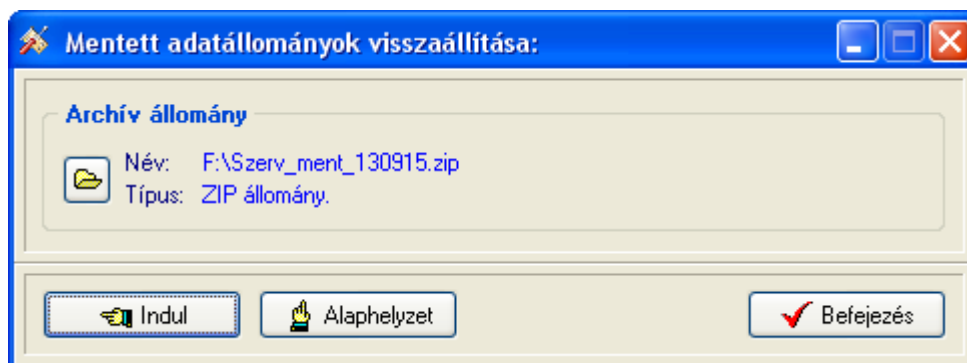 Mentett adatállományok visszaállítása:
Archív állomány
Név: F:\Szerv_ment_130915.zip
Típus: ZIP állomány.
Indul Alaphelyzet Befejezés